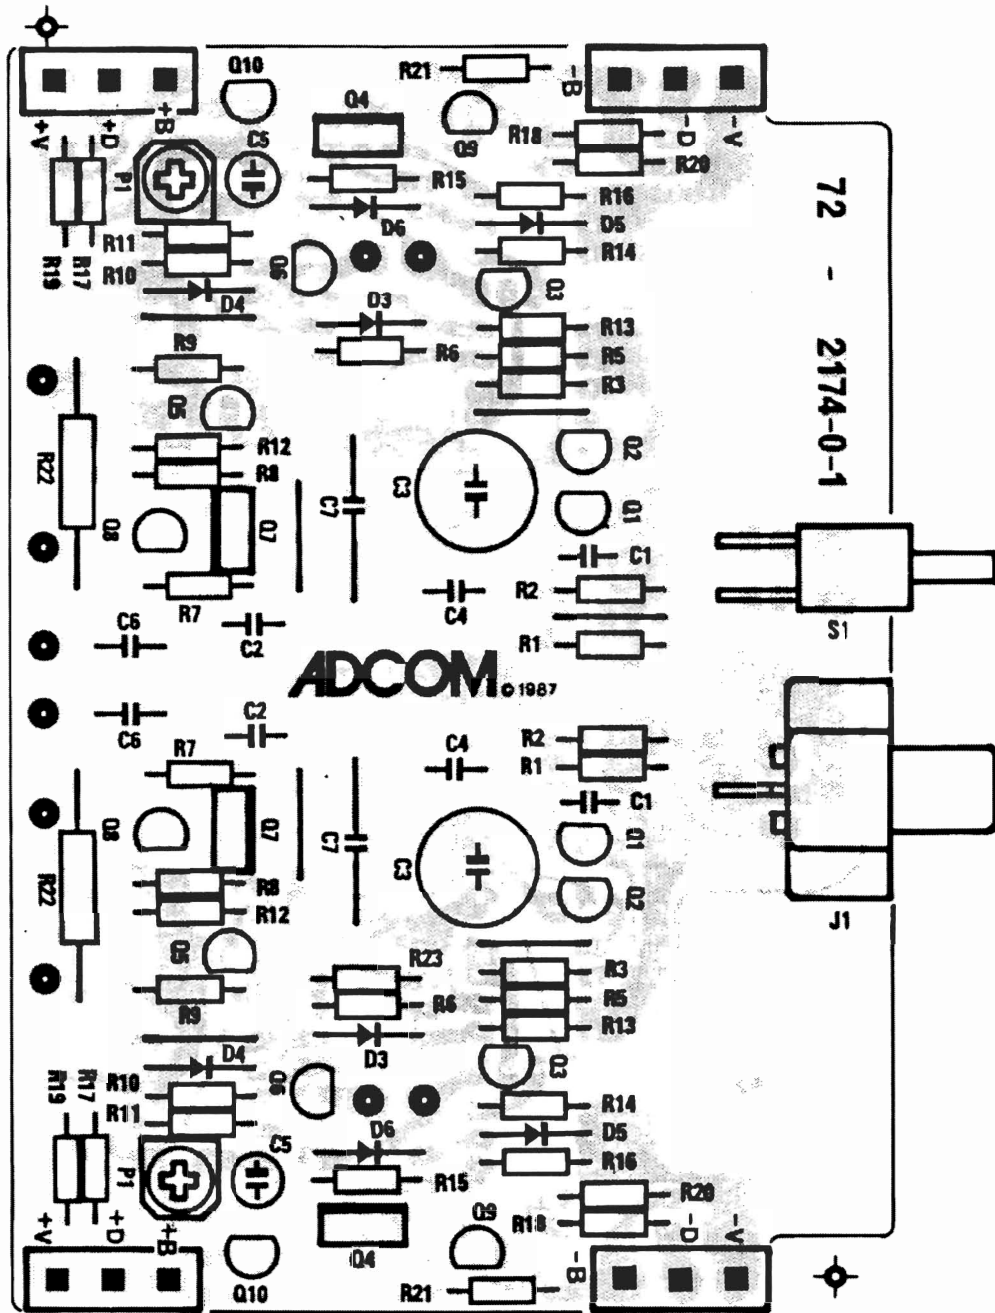 Q10
R21
Q4
-B
-D
-V
+V
+D
+B
C5
Q9
R18
R20
P1
R15
R16
D6
D5
R19
R17
R11
R10
Q6
R14
D4
Q3
D3
R13
R9
R6
R5
R3
Q5
72 - 2174-0-1
R22
R12
R8
C7
C3
Q2
Q1
Q8
Q7
C1
R7
C4
R2
C6
C2
S1
R1
ADCOM © 1987
C6
C2
R7
C4
R2
R1
C1
Q8
Q7
C7
Q1
R22
R8
C3
Q2
R12
J1
Q5
R23
R3
R6
R5
R9
R13
D3
D4
Q3
R19
R17
R10
Q6
R14
R11
D6
D5
C5
P1
R15
R16
R20
+V
+D
+B
Q9
R18
-D
-V
Q4
-B
Q10
R21